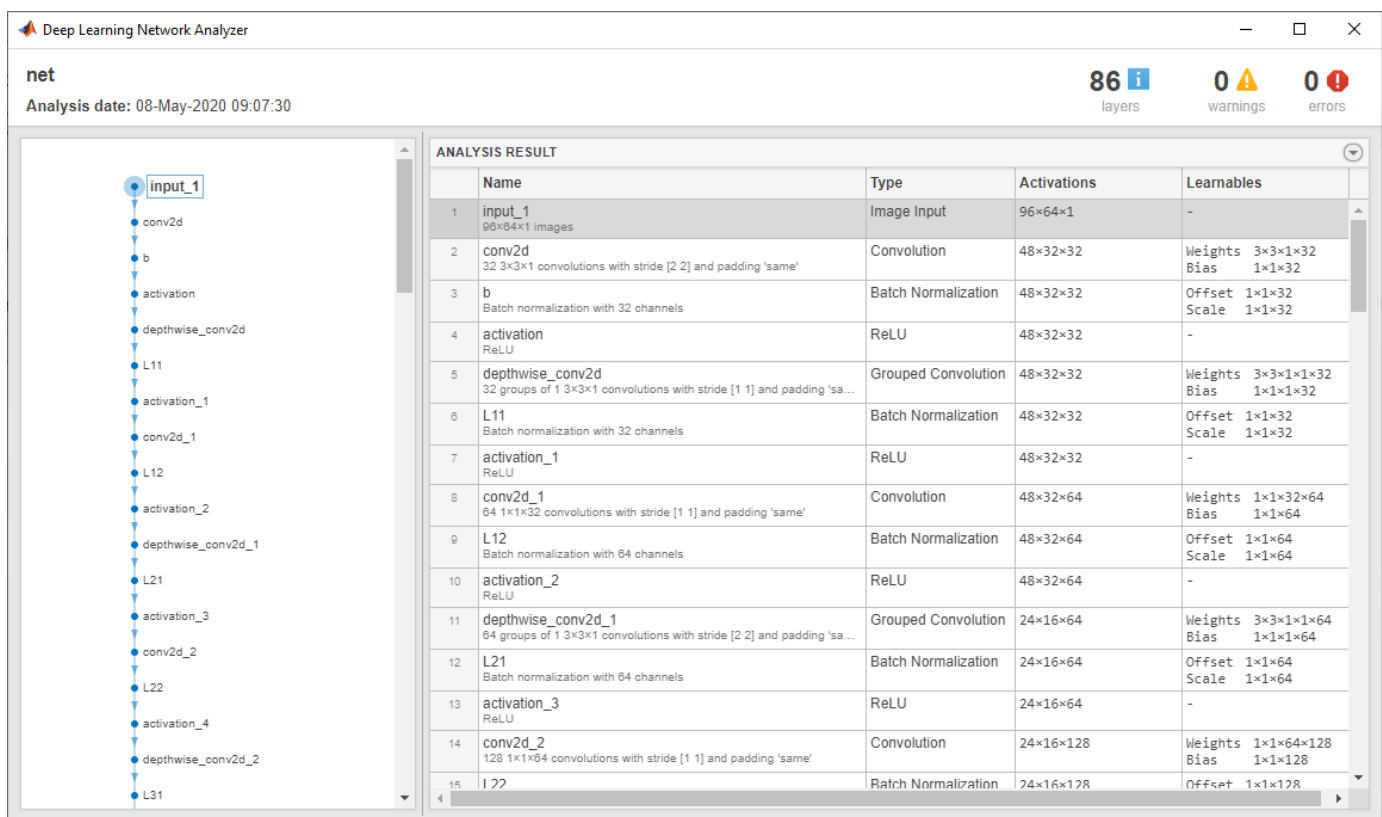 Deep Learning Network Analyzer
net
Analysis date: 08-May-2020 09:07:30
86 i
layers
0
warnings
0
errors
input_1
conv2d
b
activation
depthwise_conv2d
L11
activation_1
conv2d_1
L12
activation_2
depthwise_conv2d_1
L21
activation_3
conv2d_2
L22
activation_4
depthwise_conv2d_2
L31
ANALYSIS RESULT
Name Type Activations Learnables
1 input_1 Image Input 96×64×1 -
96×64×1 images
2 conv2d Convolution 48×32×32 Weights 3×3×1×32
32 3×3×1 convolutions with stride [2 2] and padding 'same' Bias 1×1×32
3 b Batch Normalization 48×32×32 Offset 1×1×32
Batch normalization with 32 channels Scale 1×1×32
4 activation ReLU 48×32×32 -
ReLU
5 depthwise_conv2d Grouped Convolution 48×32×32 Weights 3×3×1×1×32
32 groups of 1 3×3×1 convolutions with stride [1 1] and padding 'sa... Bias 1×1×1×32
6 L11 Batch Normalization 48×32×32 Offset 1×1×32
Batch normalization with 32 channels Scale 1×1×32
7 activation_1 ReLU 48×32×32 -
ReLU
8 conv2d_1 Convolution 48×32×64 Weights 1×1×32×64
64 1×1×32 convolutions with stride [1 1] and padding 'same' Bias 1×1×64
9 L12 Batch Normalization 48×32×64 Offset 1×1×64
Batch normalization with 64 channels Scale 1×1×64
10 activation_2 ReLU 48×32×64 -
ReLU
11 depthwise_conv2d_1 Grouped Convolution 24×16×64 Weights 3×3×1×1×64
64 groups of 1 3×3×1 convolutions with stride [2 2] and padding 'sa... Bias 1×1×1×64
12 L21 Batch Normalization 24×16×64 Offset 1×1×64
Batch normalization with 64 channels Scale 1×1×64
13 activation_3 ReLU 24×16×64 -
ReLU
14 conv2d_2 Convolution 24×16×128 Weights 1×1×64×128
128 1×1×64 convolutions with stride [1 1] and padding 'same' Bias 1×1×128
15 L22 Batch Normalization 24×16×128 Offset 1×1×128